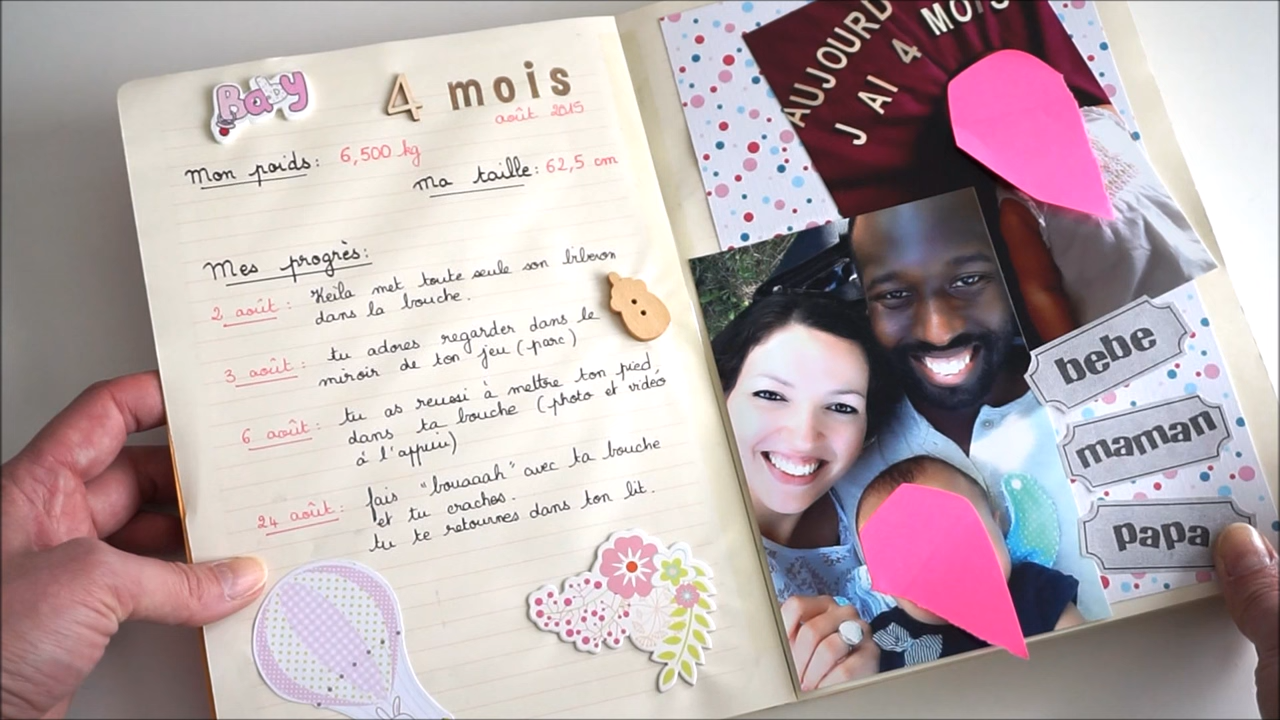 Baby
4 mois
août 2015
Mon poids: 6,500 kg
Ma taille: 62,5 cm
Mes progrès:
2 août: Keila met toute seule son biberon
dans la bouche.
3 août: tu adores regarder dans le
miroir de ton jeu (parc)
6 août: tu as reussi à mettre ton pied
dans ta bouche (photo et vidéo
à l'appui)
24 août: fais "bouaaah" avec ta bouche
et tu craches.
tu te retournes dans ton lit.
AUJOURD
J AI 4 MOIS
bebe
maman
papa